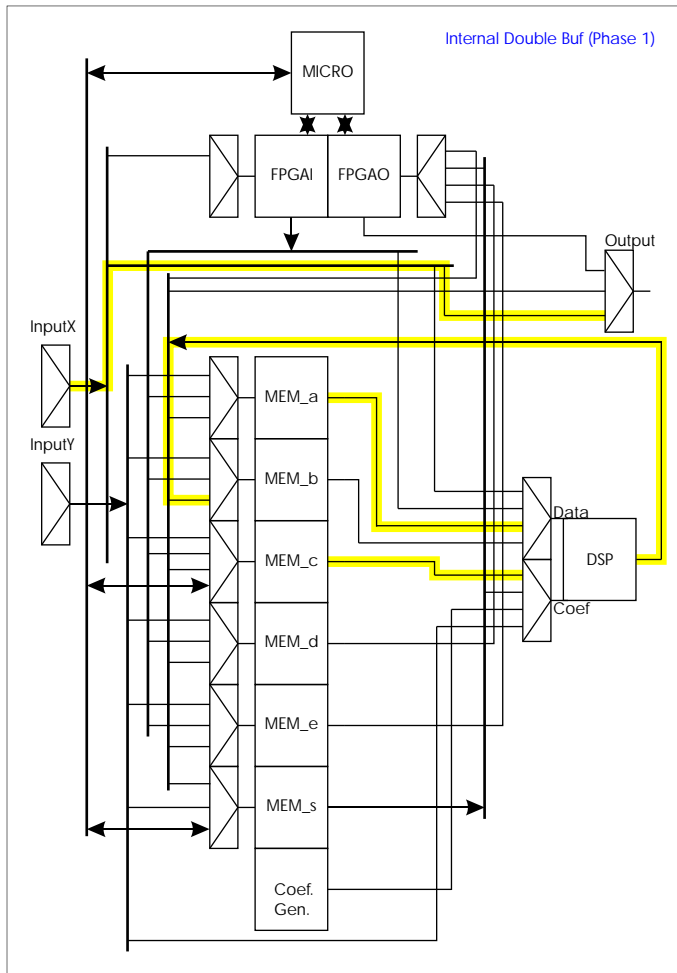 Internal Double Buf (Phase 1)
MICRO
FPGAI
FPGAO
Output
InputX
MEM_a
InputY
MEM_b
Data
MEM_c
DSP
Coef
MEM_d
MEM_e
MEM_s
Coef.
Gen.